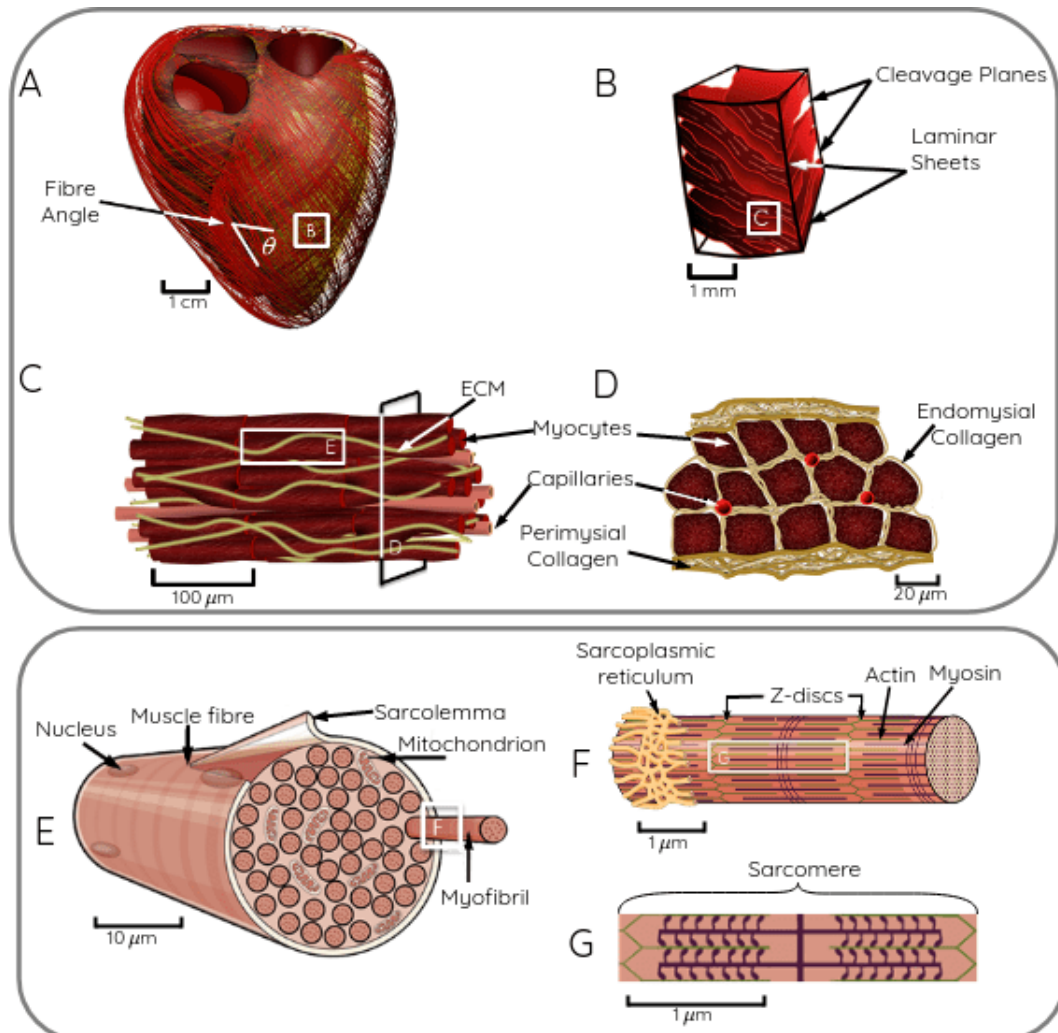 A
Fibre
Angle
θ
B
1 cm
B
Cleavage Planes
Laminar
Sheets
C
1 mm
C
ECM
E
D
100 μm
Myocytes
Capillaries
Perimysial
Collagen
D
Endomysial
Collagen
20 μm
E
Nucleus
Muscle fibre
Sarcolemma
Mitochondrion
F
Myofibril
10 μm
F
Sarcoplasmic
reticulum
Z-discs
Actin
Myosin
G
1 μm
G
Sarcomere
1 μm